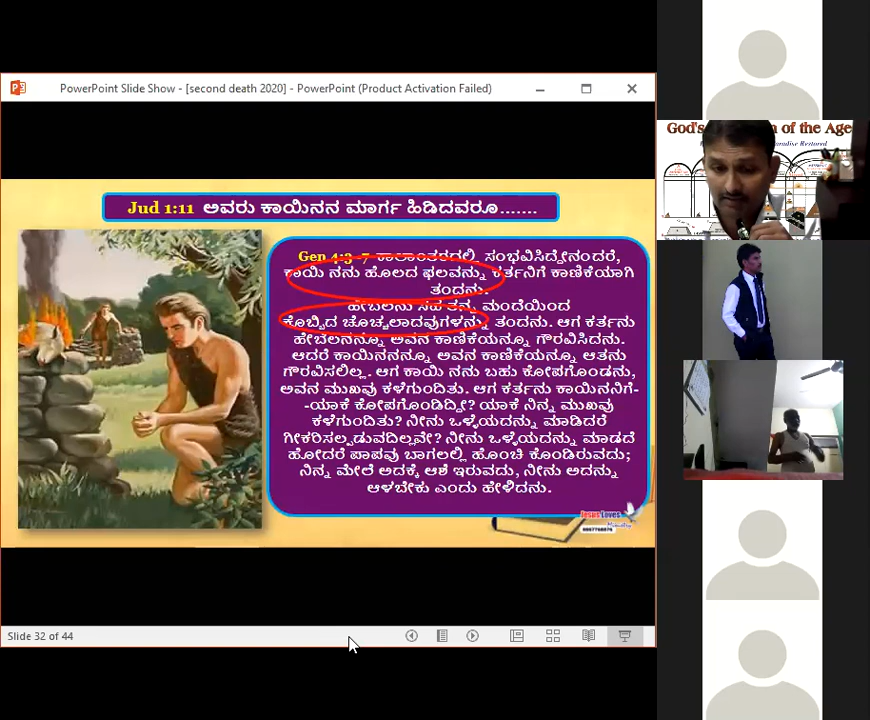 PowerPoint Slide Show - [second death 2020] - PowerPoint (Product Activation Failed)
Jud 1:11 ಅವರು ಕಾಯಿನನ ಮಾರ್ಗ ಹಿಡಿದವರೂ.......
Gen 4:3-7 ಕಾಲಾಂತರದಲ್ಲಿ ಸಂಭವಿಸಿದ್ದೇನಂದರೆ,
ಕಾಯಿ ನನು ಹೊಲದ ಫಲವನ್ನು ಕರ್ತನಿಗೆ ಕಾಣಿಕೆಯಾಗಿ
ತಂದನು.
ಹೇಬೆಲನು ಸಹ ತನ್ನ ಮಂದೆಯಿಂದ
ಕೊಬ್ಬಿದ ಚೊಚ್ಚಲಾದವುಗಳನ್ನು ತಂದನು. ಆಗ ಕರ್ತನು
ಹೇಬೆಲನನ್ನೂ ಅವನ ಕಾಣಿಕೆಯನ್ನೂ ಗೌರವಿಸಿದನು.
ಆದರೆ ಕಾಯಿನನನ್ನೂ ಅವನ ಕಾಣಿಕೆಯನ್ನೂ ಆತನು
ಗೌರವಿಸಲಿಲ್ಲ. ಆಗ ಕಾಯಿ ನನು ಬಹು ಕೋಪಗೊಂಡನು,
ಅವನ ಮುಖವು ಕಳೆಗುಂದಿತು. ಆಗ ಕರ್ತನು ಕಾಯಿನನಿಗೆ-
-ಯಾಕೆ ಕೋಪಗೊಂಡಿದ್ದೀ? ಯಾಕೆ ನಿನ್ನ ಮುಖವು
ಕಳೆಗುಂದಿತು? ನೀನು ಒಳ್ಳೆಯದನ್ನು ಮಾಡಿದರೆ
ಗೀಕರಿಸಲ್ಪಡುವದಿಲ್ಲವೇ? ನೀನು ಒಳ್ಳೆಯದನ್ನು ಮಾಡದೆ
ಹೋದರೆ ಪಾಪವು ಬಾಗಲಲ್ಲಿ ಹೊಂಚಿ ಕೊಂಡಿರುವದು;
ನಿನ್ನ ಮೇಲೆ ಅದಕ್ಕೆ ಆಶೆ ಇರುವದು, ನೀನು ಅದನ್ನು
ಆಳಬೇಕು ಎಂದು ಹೇಳಿದನು.
Jesus Loves
Slide 32 of 44
God's of the Age
Restored